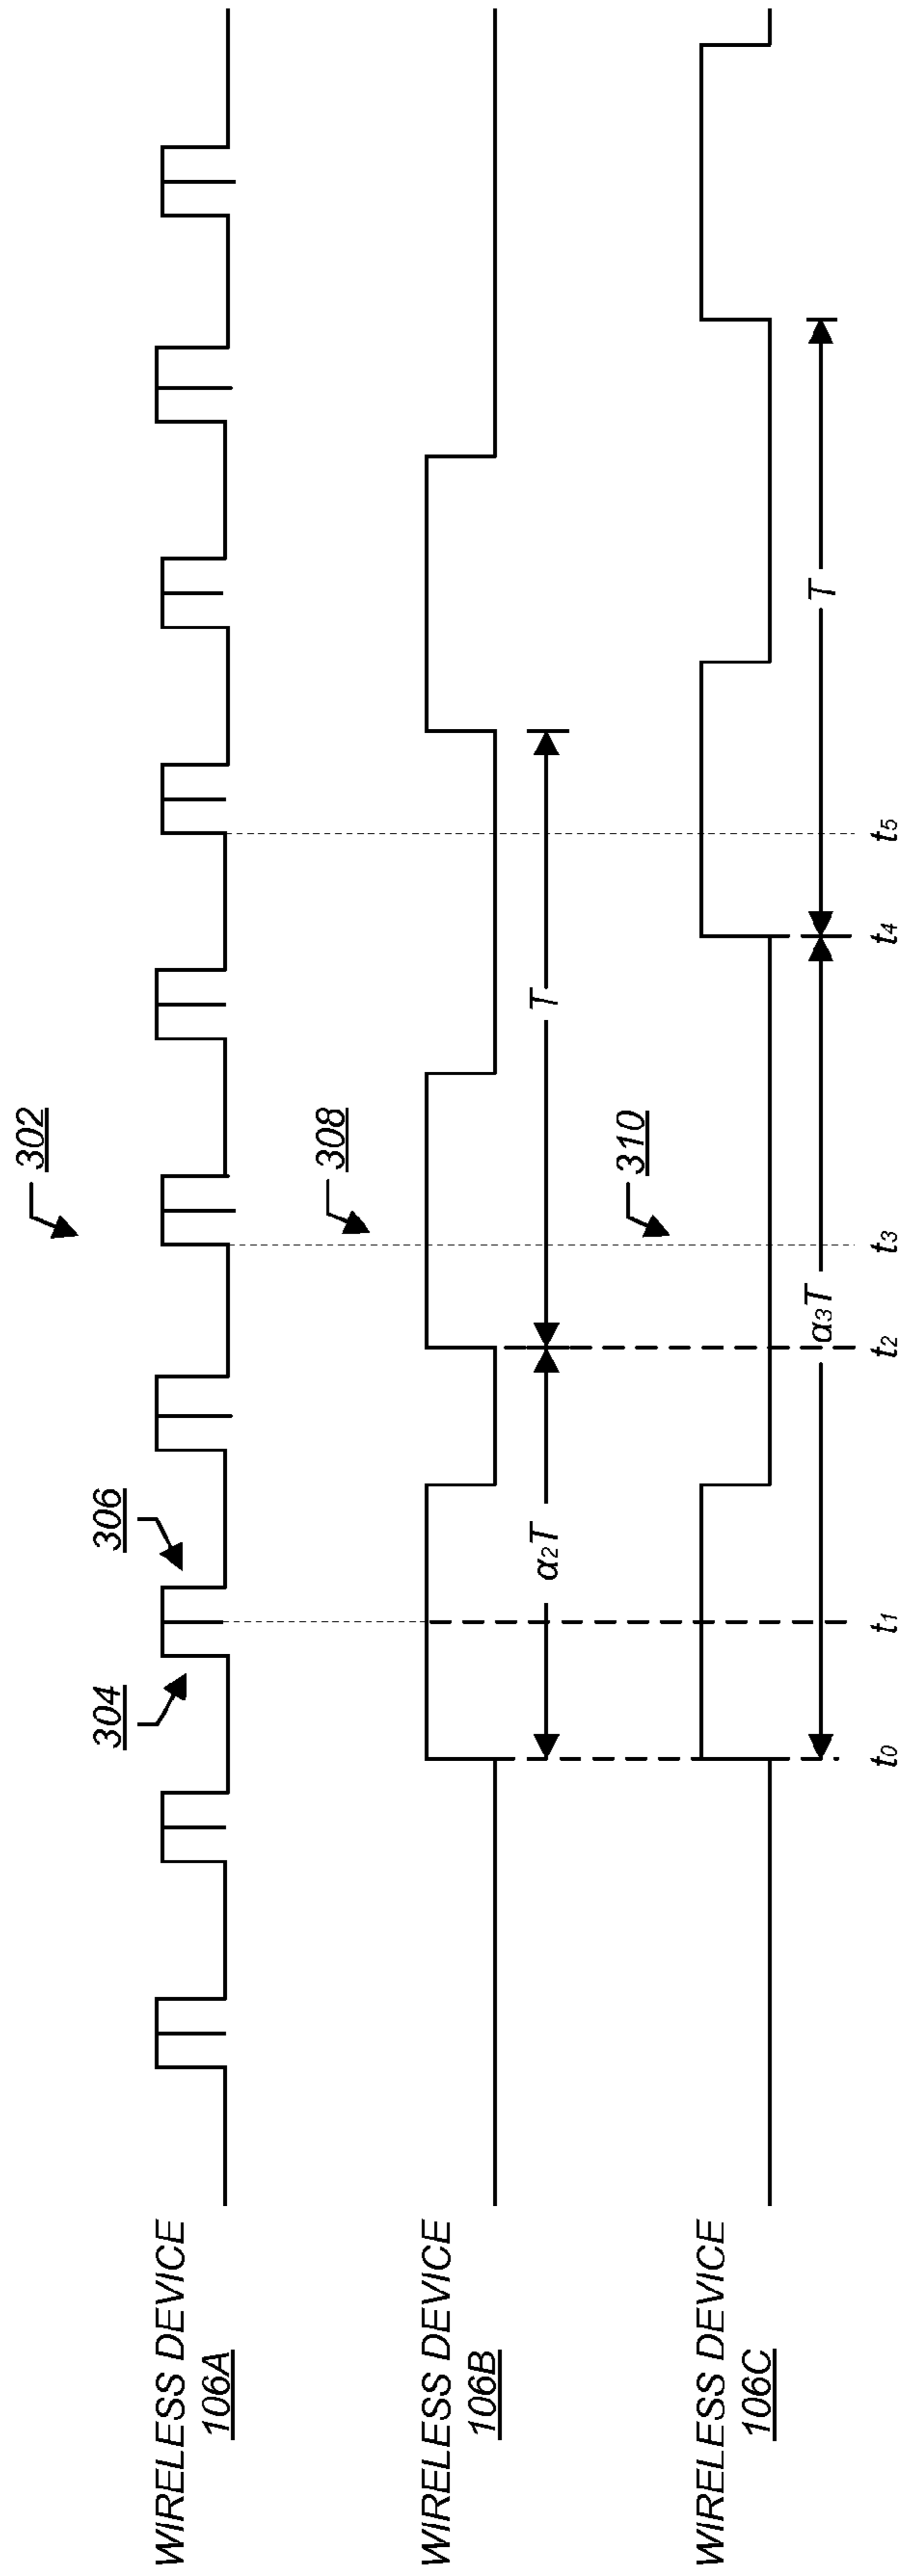 302
304
306
WIRELESS DEVICE
106A
308
WIRELESS DEVICE
106B
α2T
T
310
WIRELESS DEVICE
106C
α3T
T
t0
t1
t2
t3
t4
t5